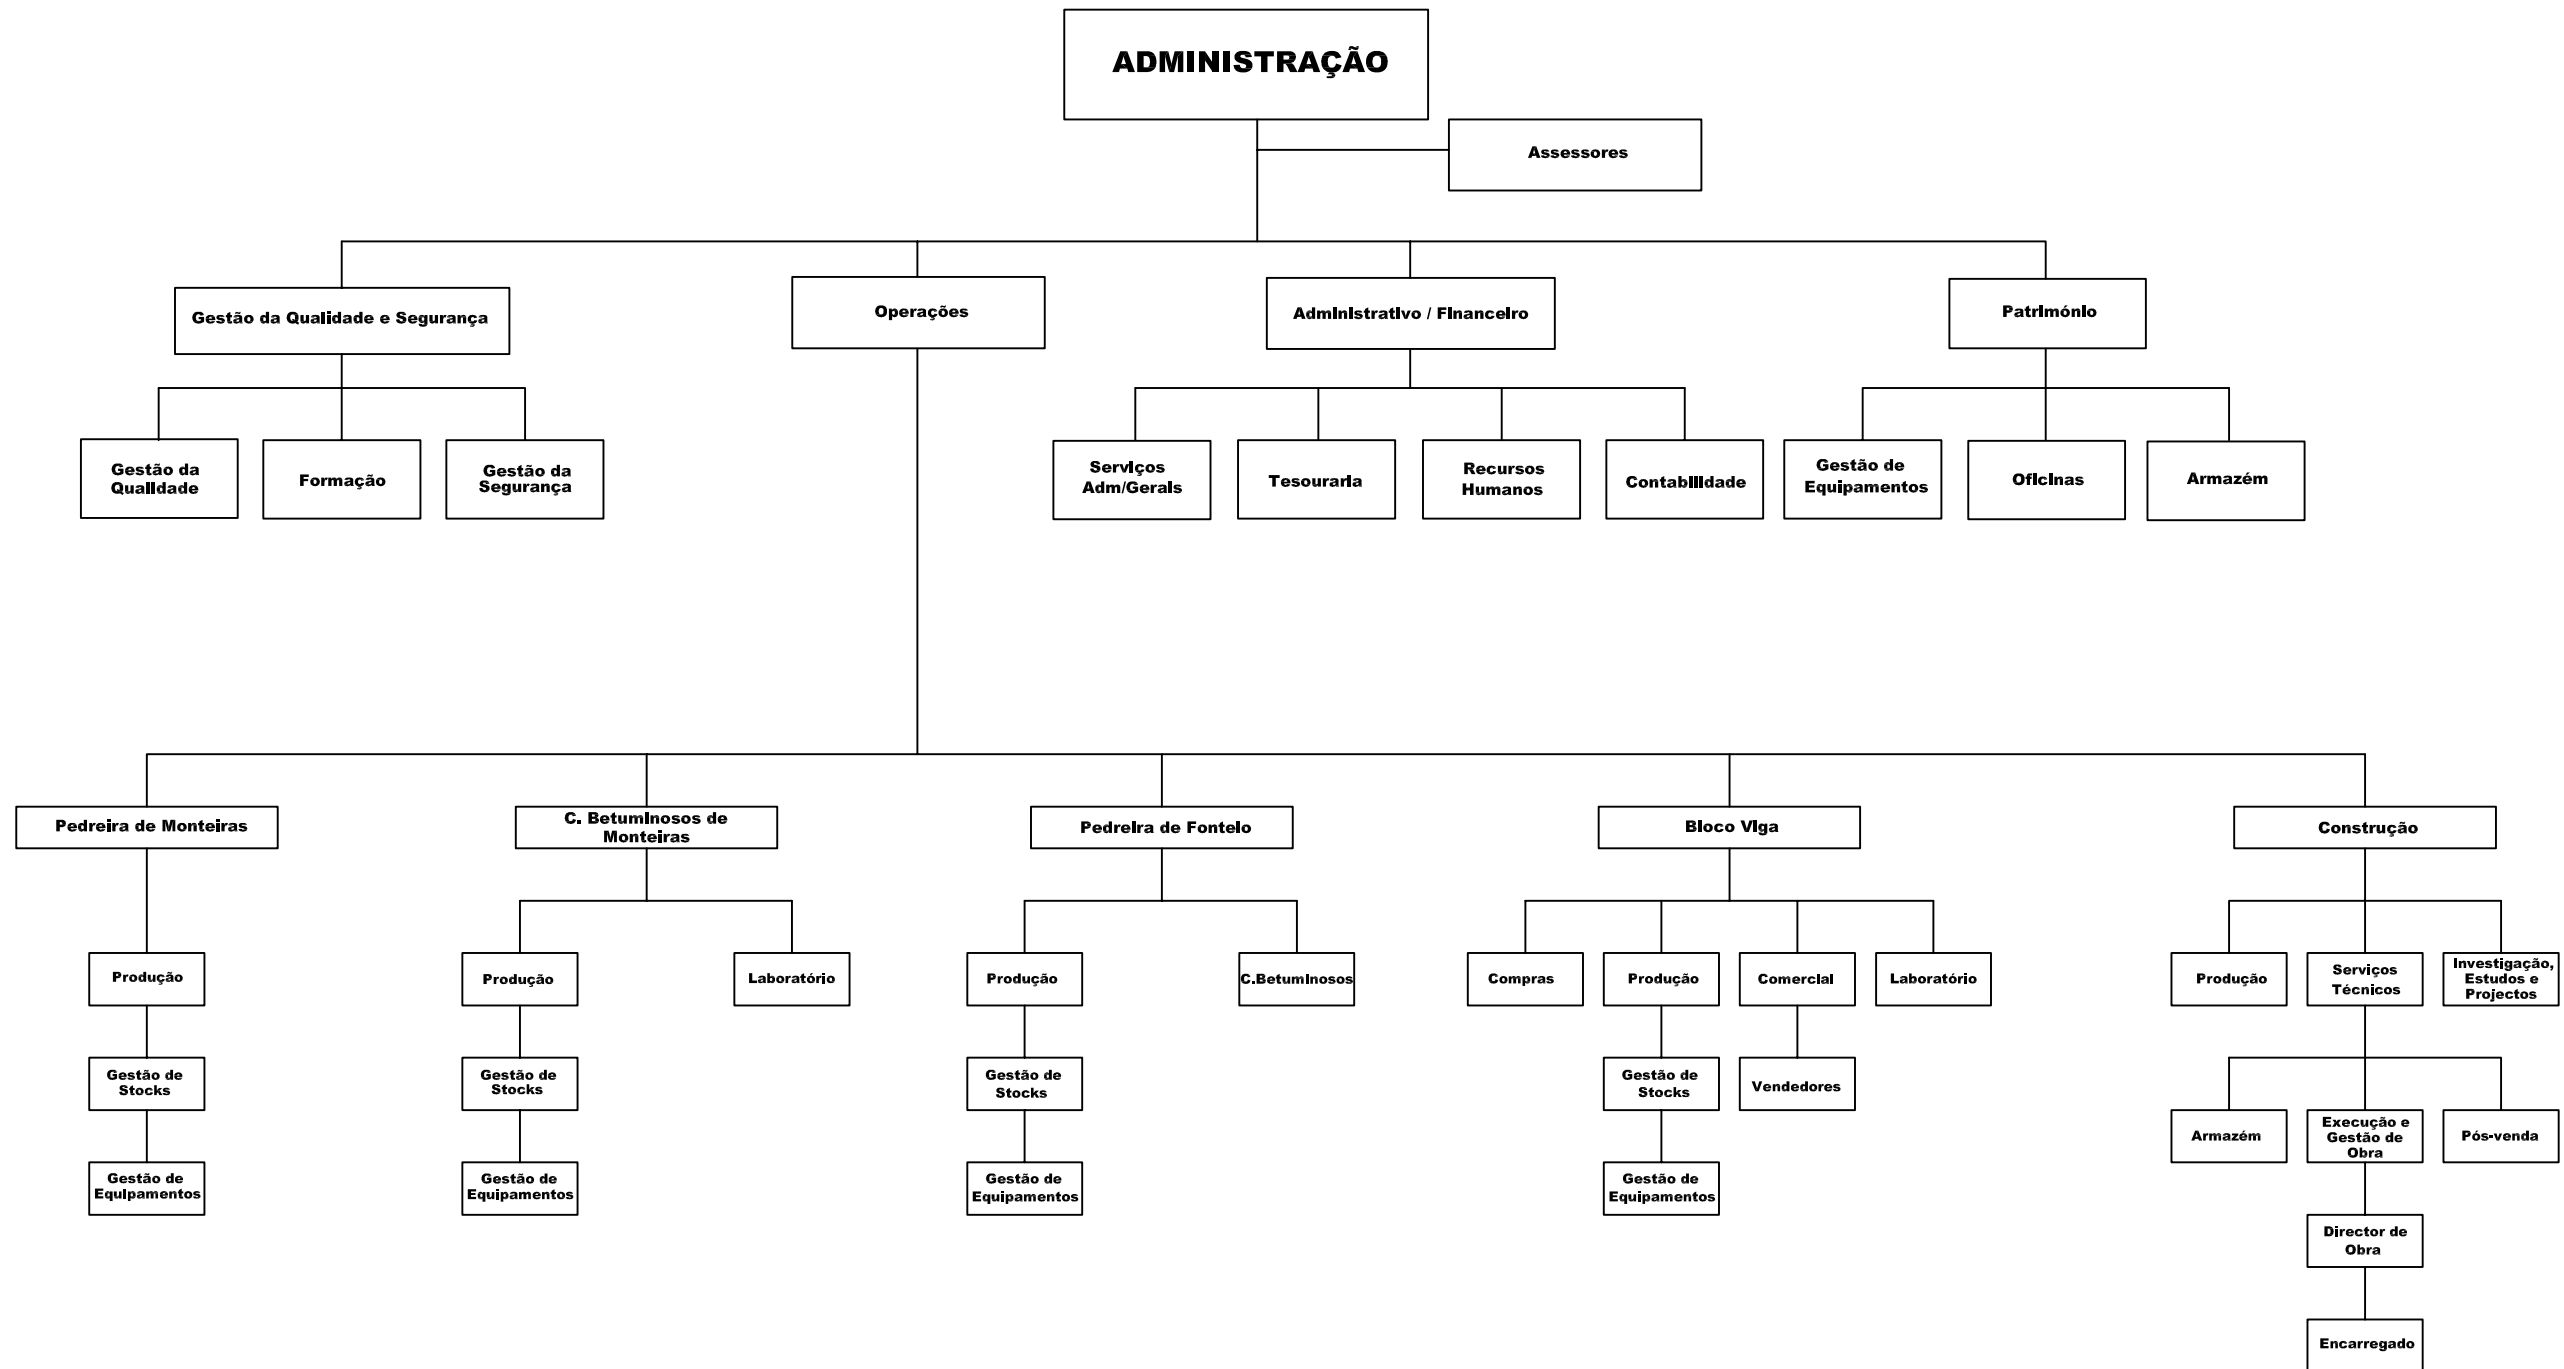 ADMINISTRAÇÃO
Assessores
Gestão da Qualidade e Segurança
Operações
Administrativo / Financeiro
Património
Gestão da
Qualidade
Formação
Gestão da
Segurança
Serviços
Adm/Gerais
Tesouraria
Recursos
Humanos
Contabilidade
Gestão de
Equipamentos
Oficinas
Armazém
Pedreira de Monteiras
C. Betuminosos de
Monteiras
Pedreira de Fontelo
Bloco Viga
Construção
Produção
Produção
Laboratório
Produção
C.Betuminosos
Compras
Produção
Comercial
Laboratório
Produção
Serviços
Técnicos
Investigação,
Estudos e
Projectos
Gestão de
Stocks
Gestão de
Stocks
Gestão de
Stocks
Gestão de
Stocks
Vendedores
Armazém
Execução e
Gestão de
Obra
Pós-venda
Gestão de
Equipamentos
Gestão de
Equipamentos
Gestão de
Equipamentos
Gestão de
Equipamentos
Director de
Obra
Encarregado